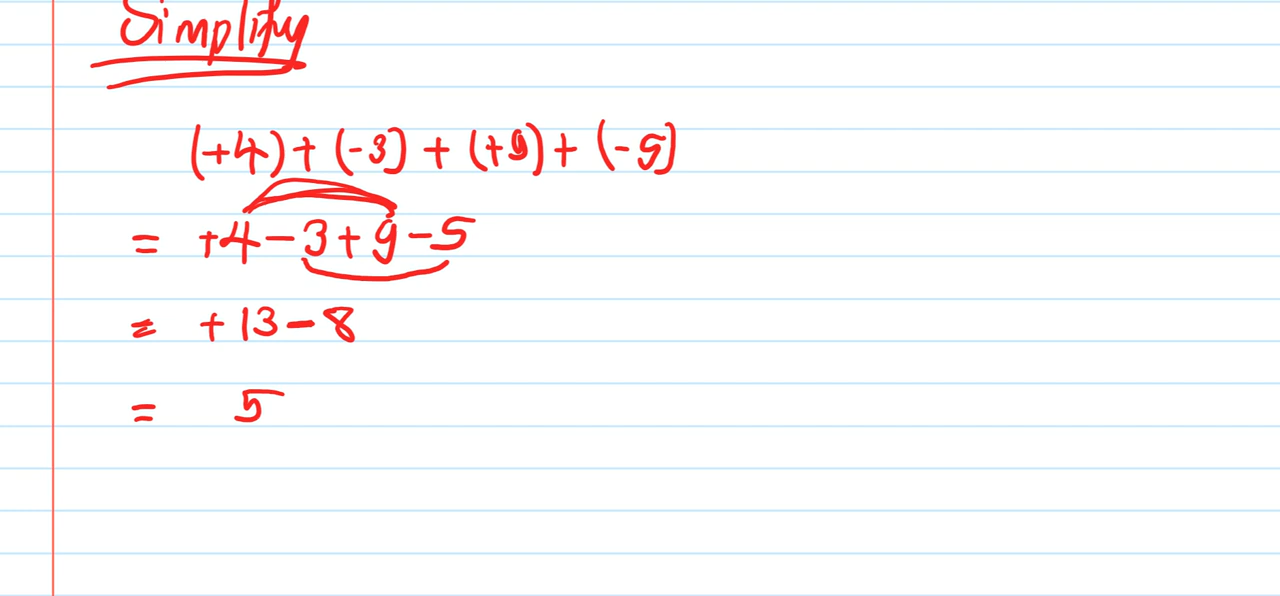 Simplify
(+4) + (-3) + (+9) + (-5)
= +4 - 3 + 9 - 5
= +13 - 8
= 5